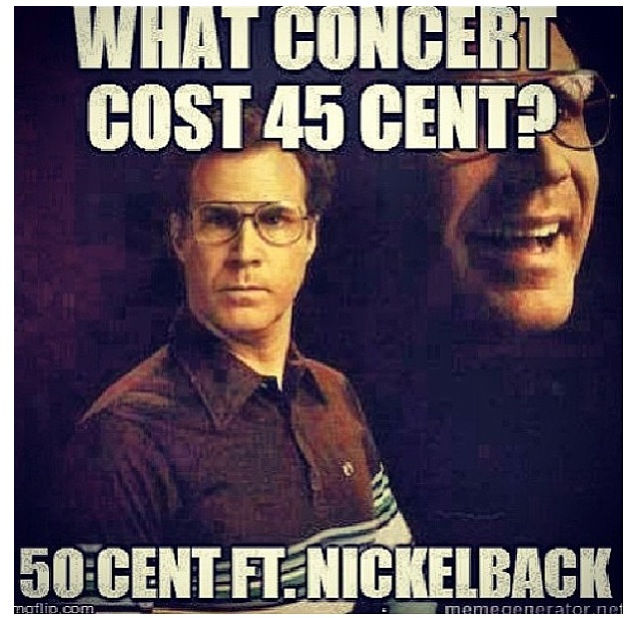 WHAT CONCERT
COST 45 CENT?
50 CENT FT. NICKELBACK
imgflip.com
memegenerator.net